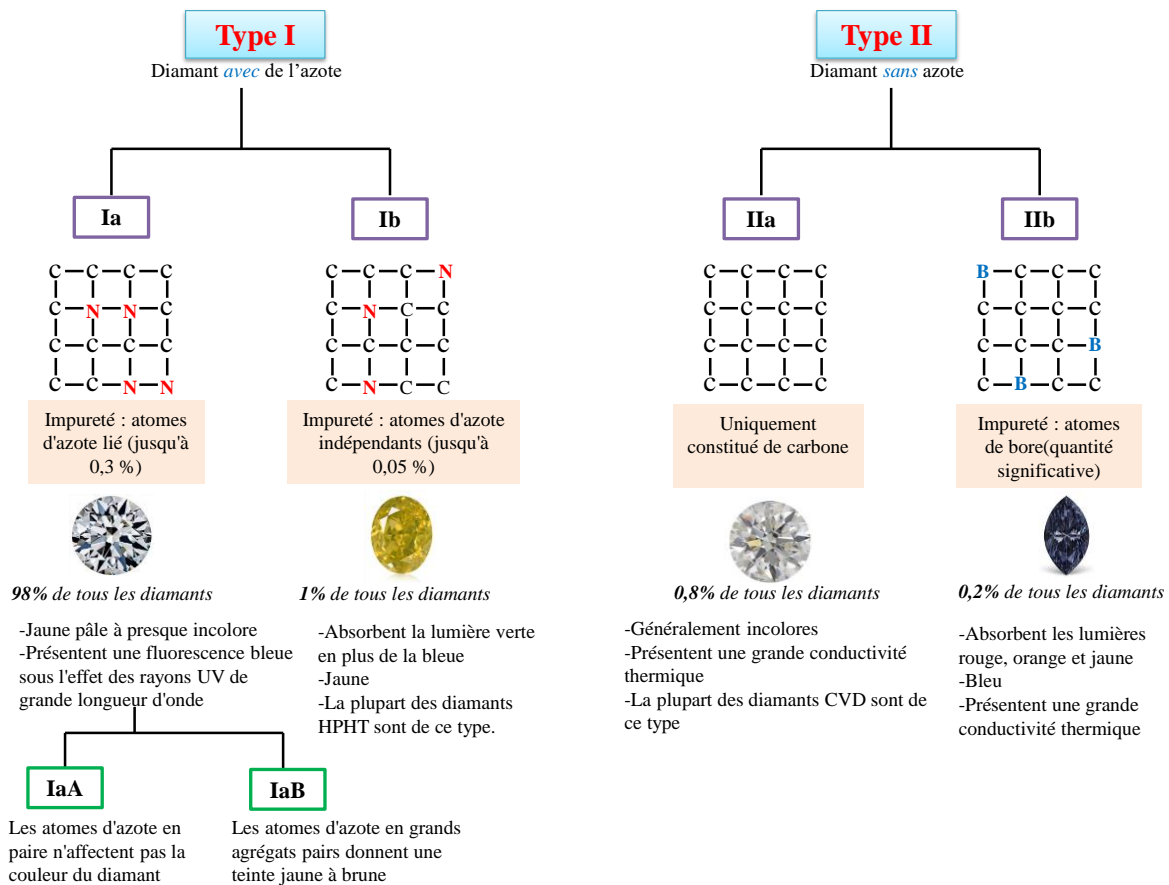 Type I
Diamant avec de l'azote
Type II
Diamant sans azote
Ia
Ib
IIa
IIb
C C C C
C N N C
C C C C
C C N N
C C C N
C N C C
C C C C
C N C C
C C C C
C C C C
C C C C
C C C C
B C C C
C C C C
C C C B
C B C C
Impureté : atomes
d'azote lié (jusqu'à
0,3 %)
Impureté : atomes d'azote
indépendants (jusqu'à
0,05 %)
Uniquement
constitué de carbone
Impureté : atomes
de bore(quantité
significative)
98% de tous les diamants
1% de tous les diamants
0,8% de tous les diamants
0,2% de tous les diamants
-Jaune pâle à presque incolore
-Présentent une fluorescence bleue
sous l'effet des rayons UV de
grande longueur d'onde
-Absorbent la lumière verte
en plus de la bleue
-Jaune
-La plupart des diamants
HPHT sont de ce type.
-Généralement incolores
-Présentent une grande conductivité
thermique
-La plupart des diamants CVD sont de
ce type
-Absorbent les lumières
rouge, orange et jaune
-Bleu
-Présentent une grande
conductivité thermique
IaA
IaB
Les atomes d'azote en
paire n'affectent pas la
couleur du diamant
Les atomes d'azote en grands
agrégats pairs donnent une
teinte jaune à brune